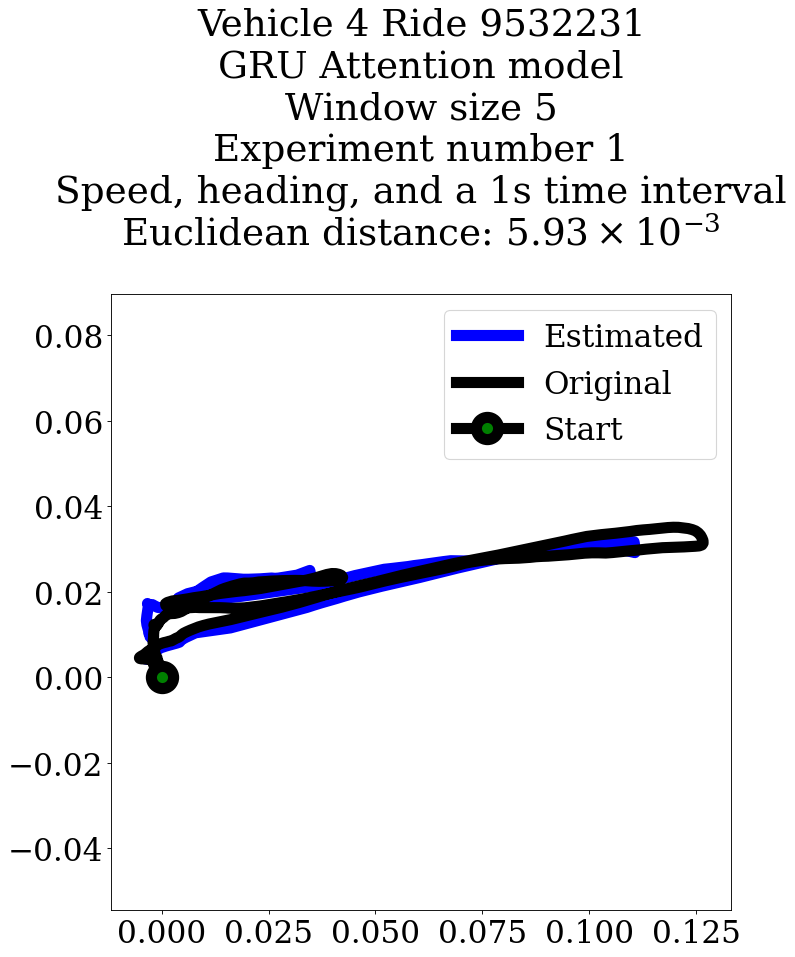 Vehicle 4 Ride 9532231
GRU Attention model
Window size 5
Experiment number 1
Speed, heading, and a 1s time interval
Euclidean distance: 5.93 × 10⁻³
Estimated
Original
Start
0.08
0.06
0.04
0.02
0.00
−0.02
−0.04
0.000 0.025 0.050 0.075 0.100 0.125